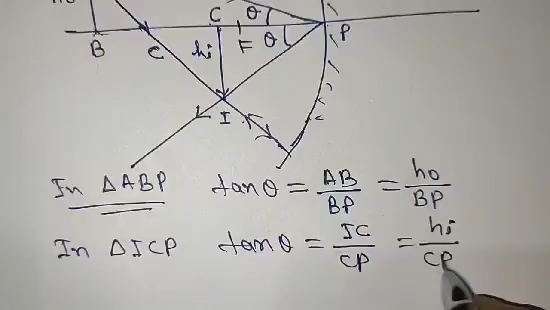 C θ
B C hi F θ P
I
In ΔABP tanθ = AB/BP = ho/BP
In ΔICP tanθ = IC/CP = hi/CP